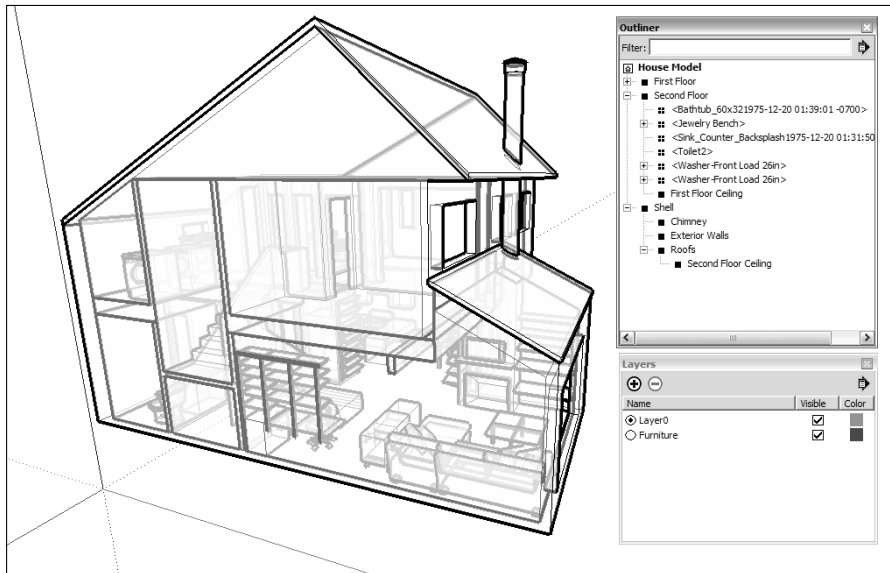 Outliner
Filter:
House Model
First Floor
Second Floor
<Bathtub_60x321975-12-20 01:39:01 -0700>
<Jewelry Bench>
<Sink_Counter_Backsplash1975-12-20 01:31:50
<Toilet2>
<Washer-Front Load 26in>
<Washer-Front Load 26in>
First Floor Ceiling
Shell
Chimney
Exterior Walls
Roofs
Second Floor Ceiling
Layers
Name Visible Color
Layer0
Furniture